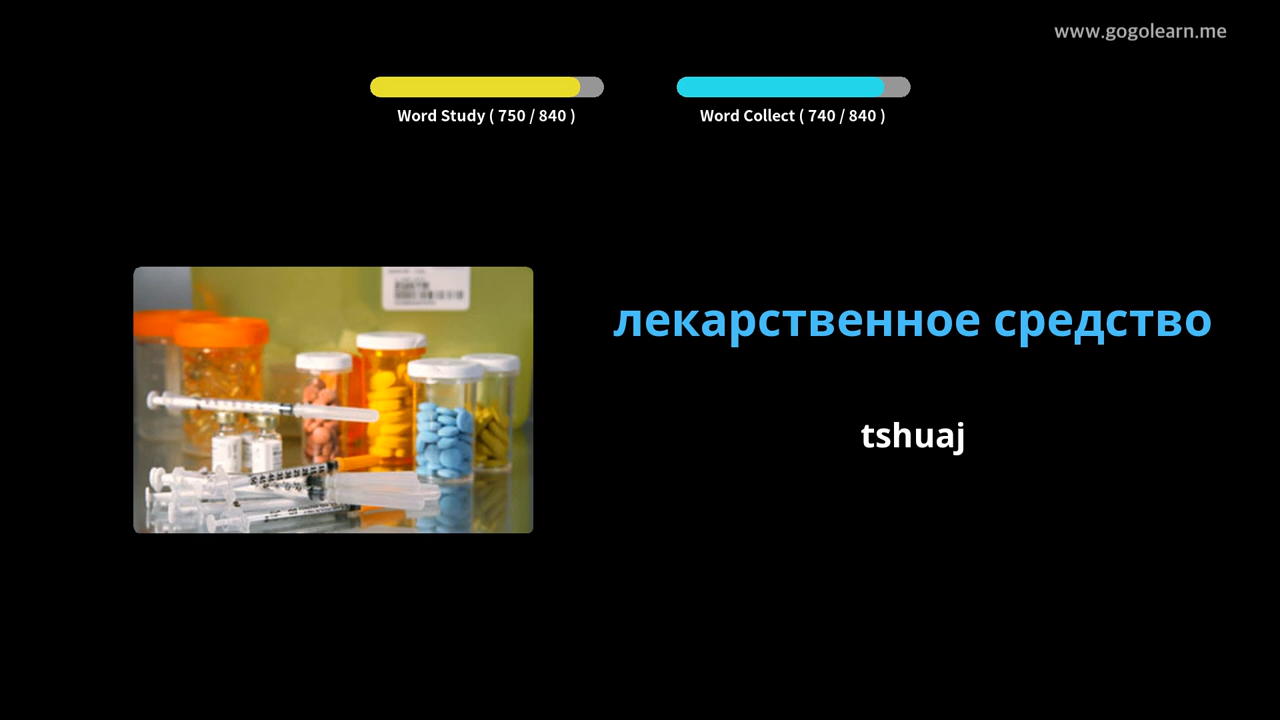 www.gogolearn.me
Word Study ( 750 / 840 )
Word Collect ( 740 / 840 )
лекарственное средство
tshuaj